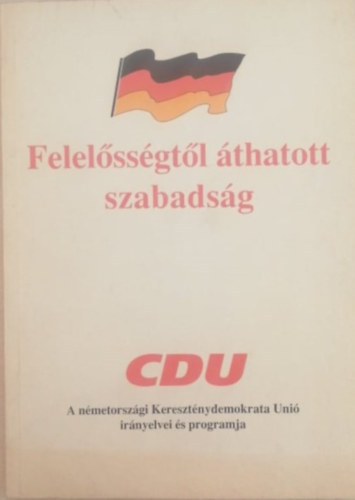 Felelősségtől áthatott
szabadság
CDU
A németországi Kereszténydemokrata Unió
irányelvei és programja